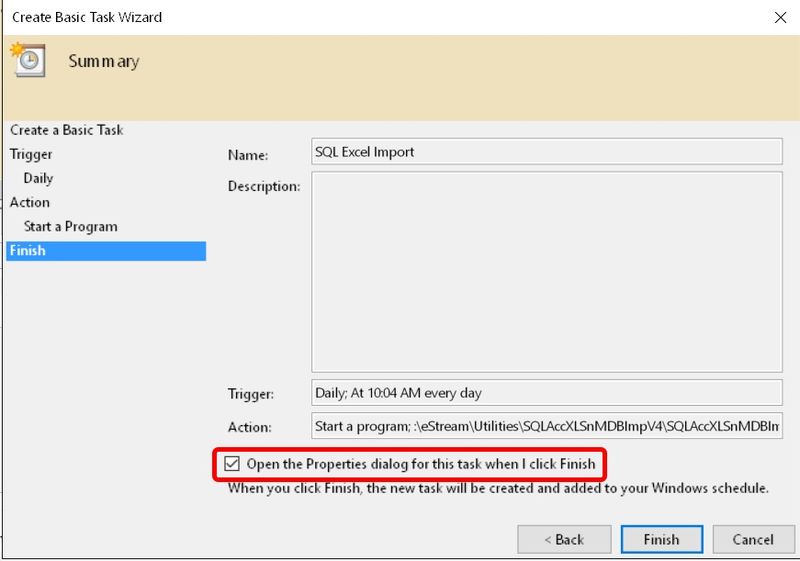 Create Basic Task Wizard
Summary
Create a Basic Task
Trigger
Daily
Action
Start a Program
Finish
Name:
SQL Excel Import
Description:
Trigger:
Daily; At 10:04 AM every day
Action:
Start a program; :\eStream\Utilities\SQLAccXLSnMDBImpV4\SQLAccXLSnMDBIm
Open the Properties dialog for this task when I click Finish
When you click Finish, the new task will be created and added to your Windows schedule.
< Back
Finish
Cancel